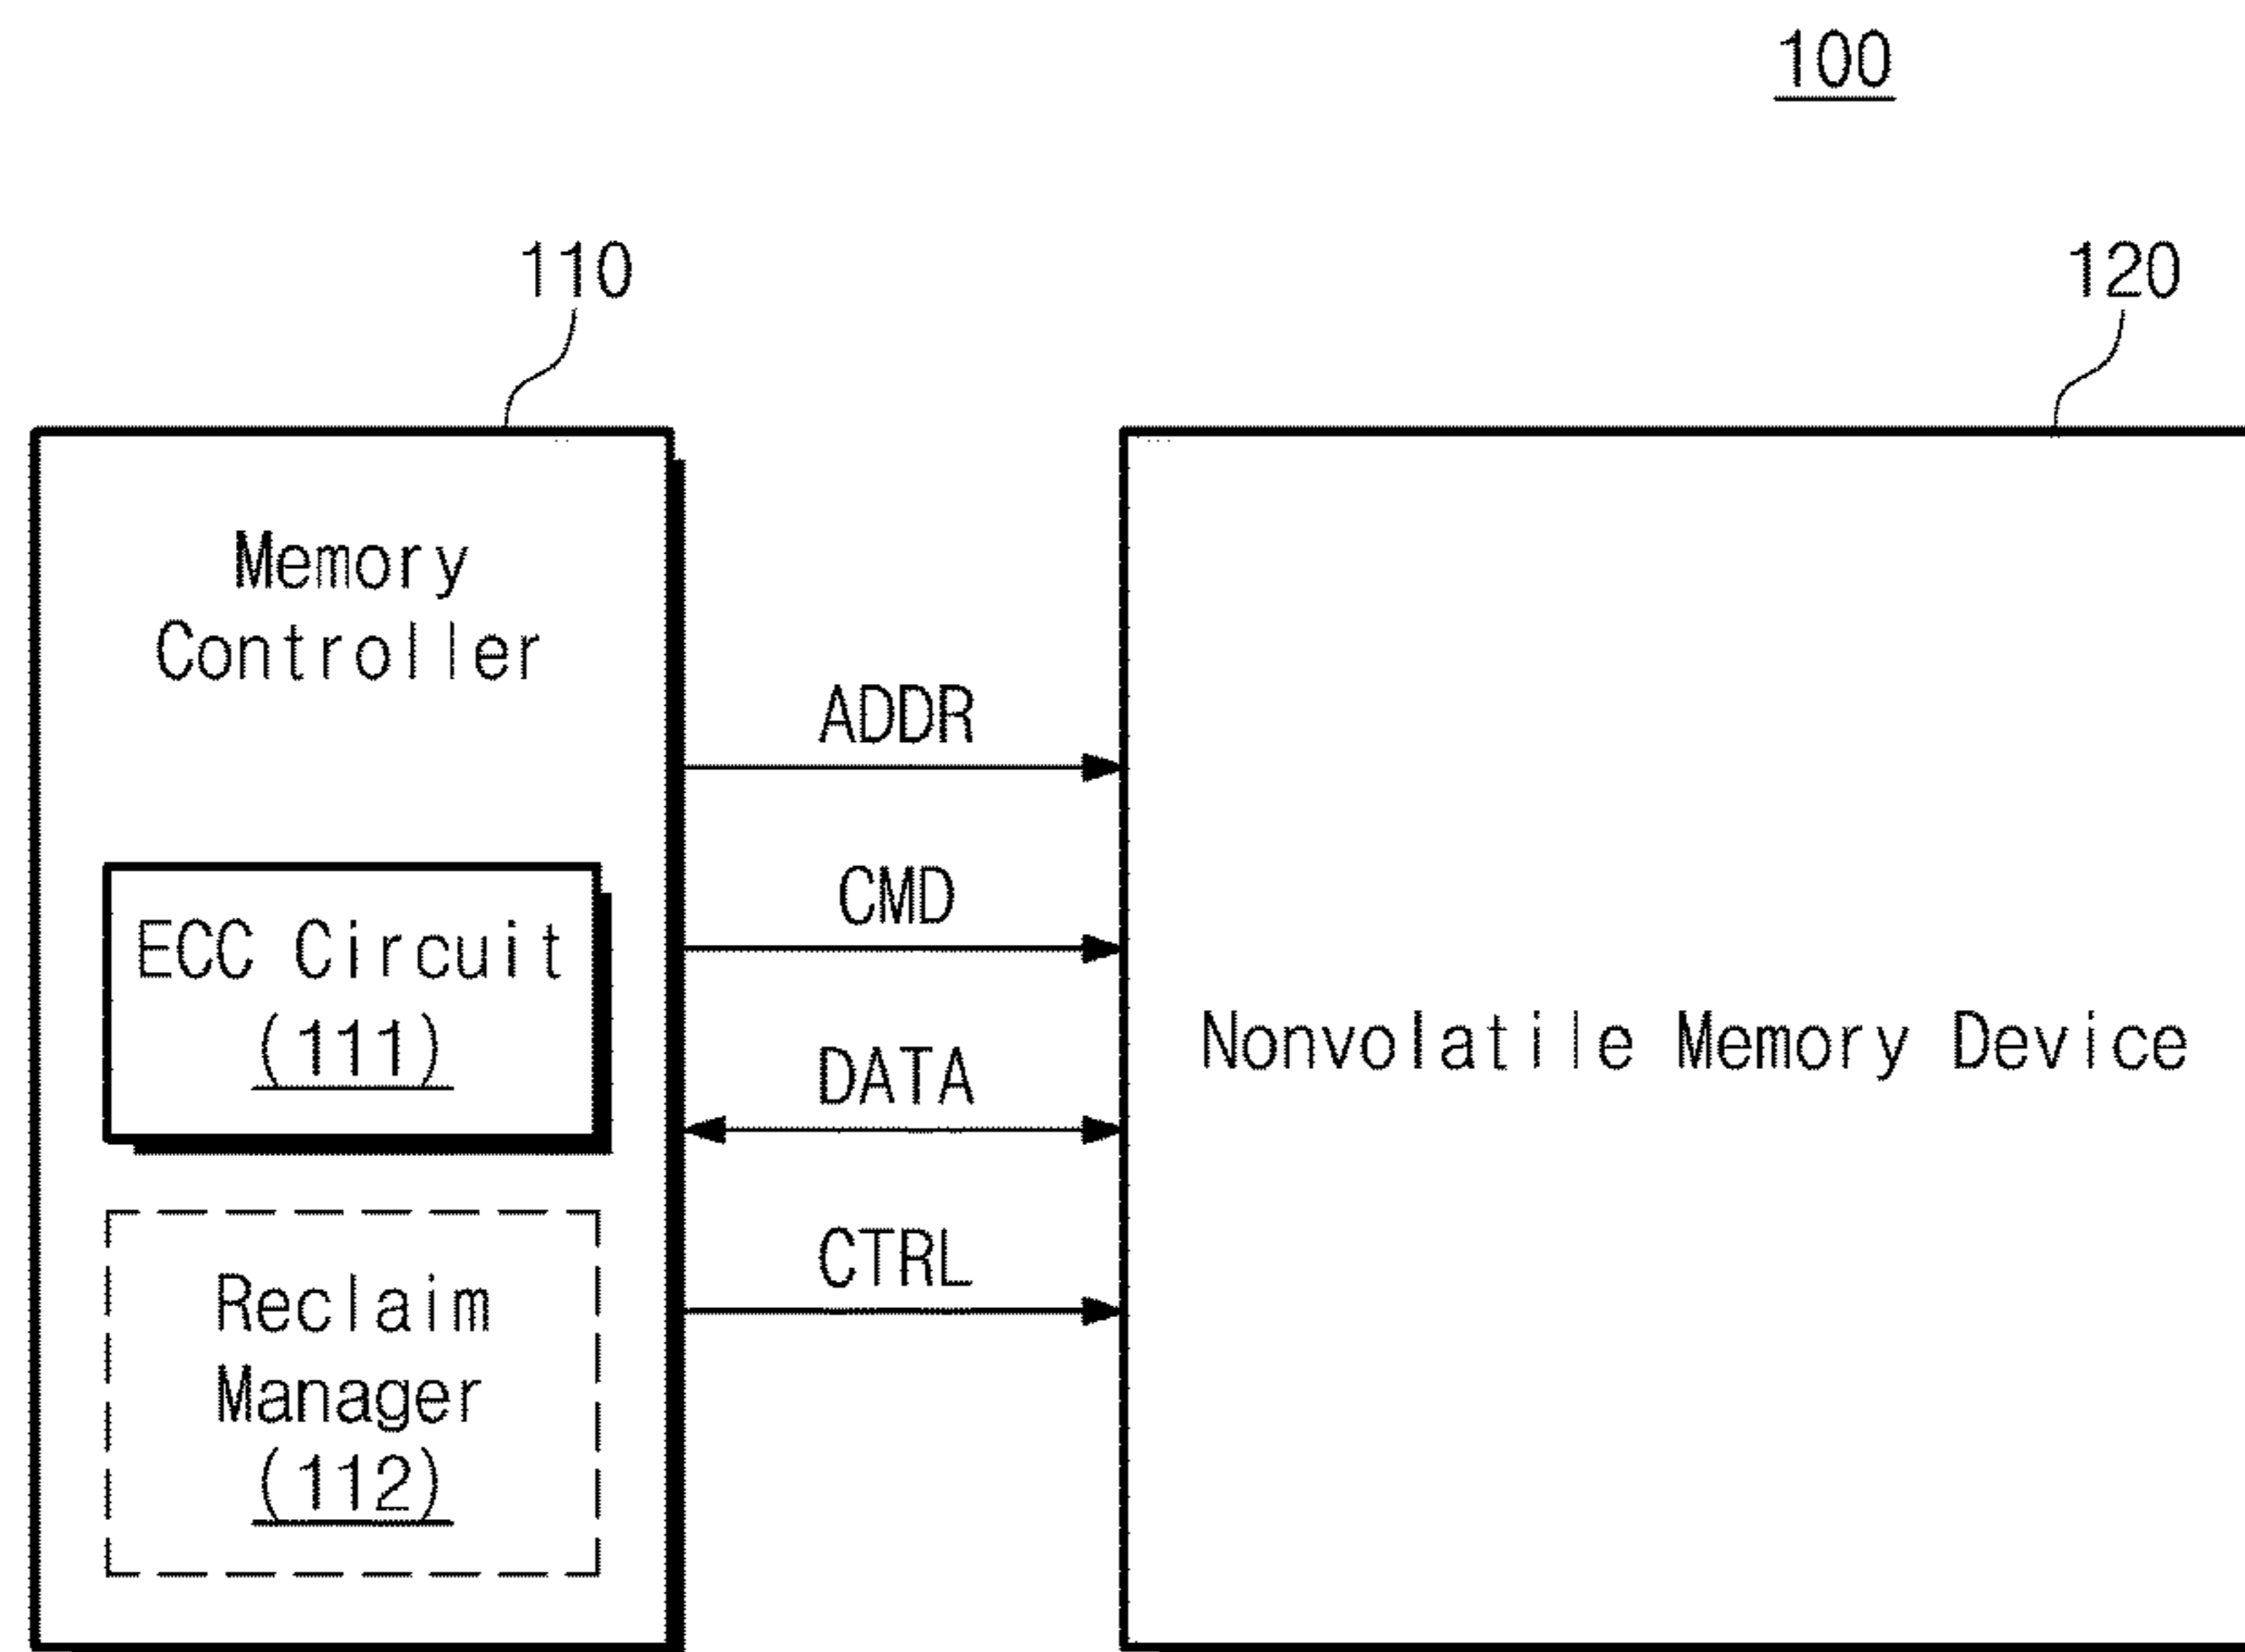 100
110
120
Memory
Controller
ECC Circuit
(111)
Reclaim
Manager
(112)
ADDR
CMD
DATA
CTRL
Nonvolatile Memory Device